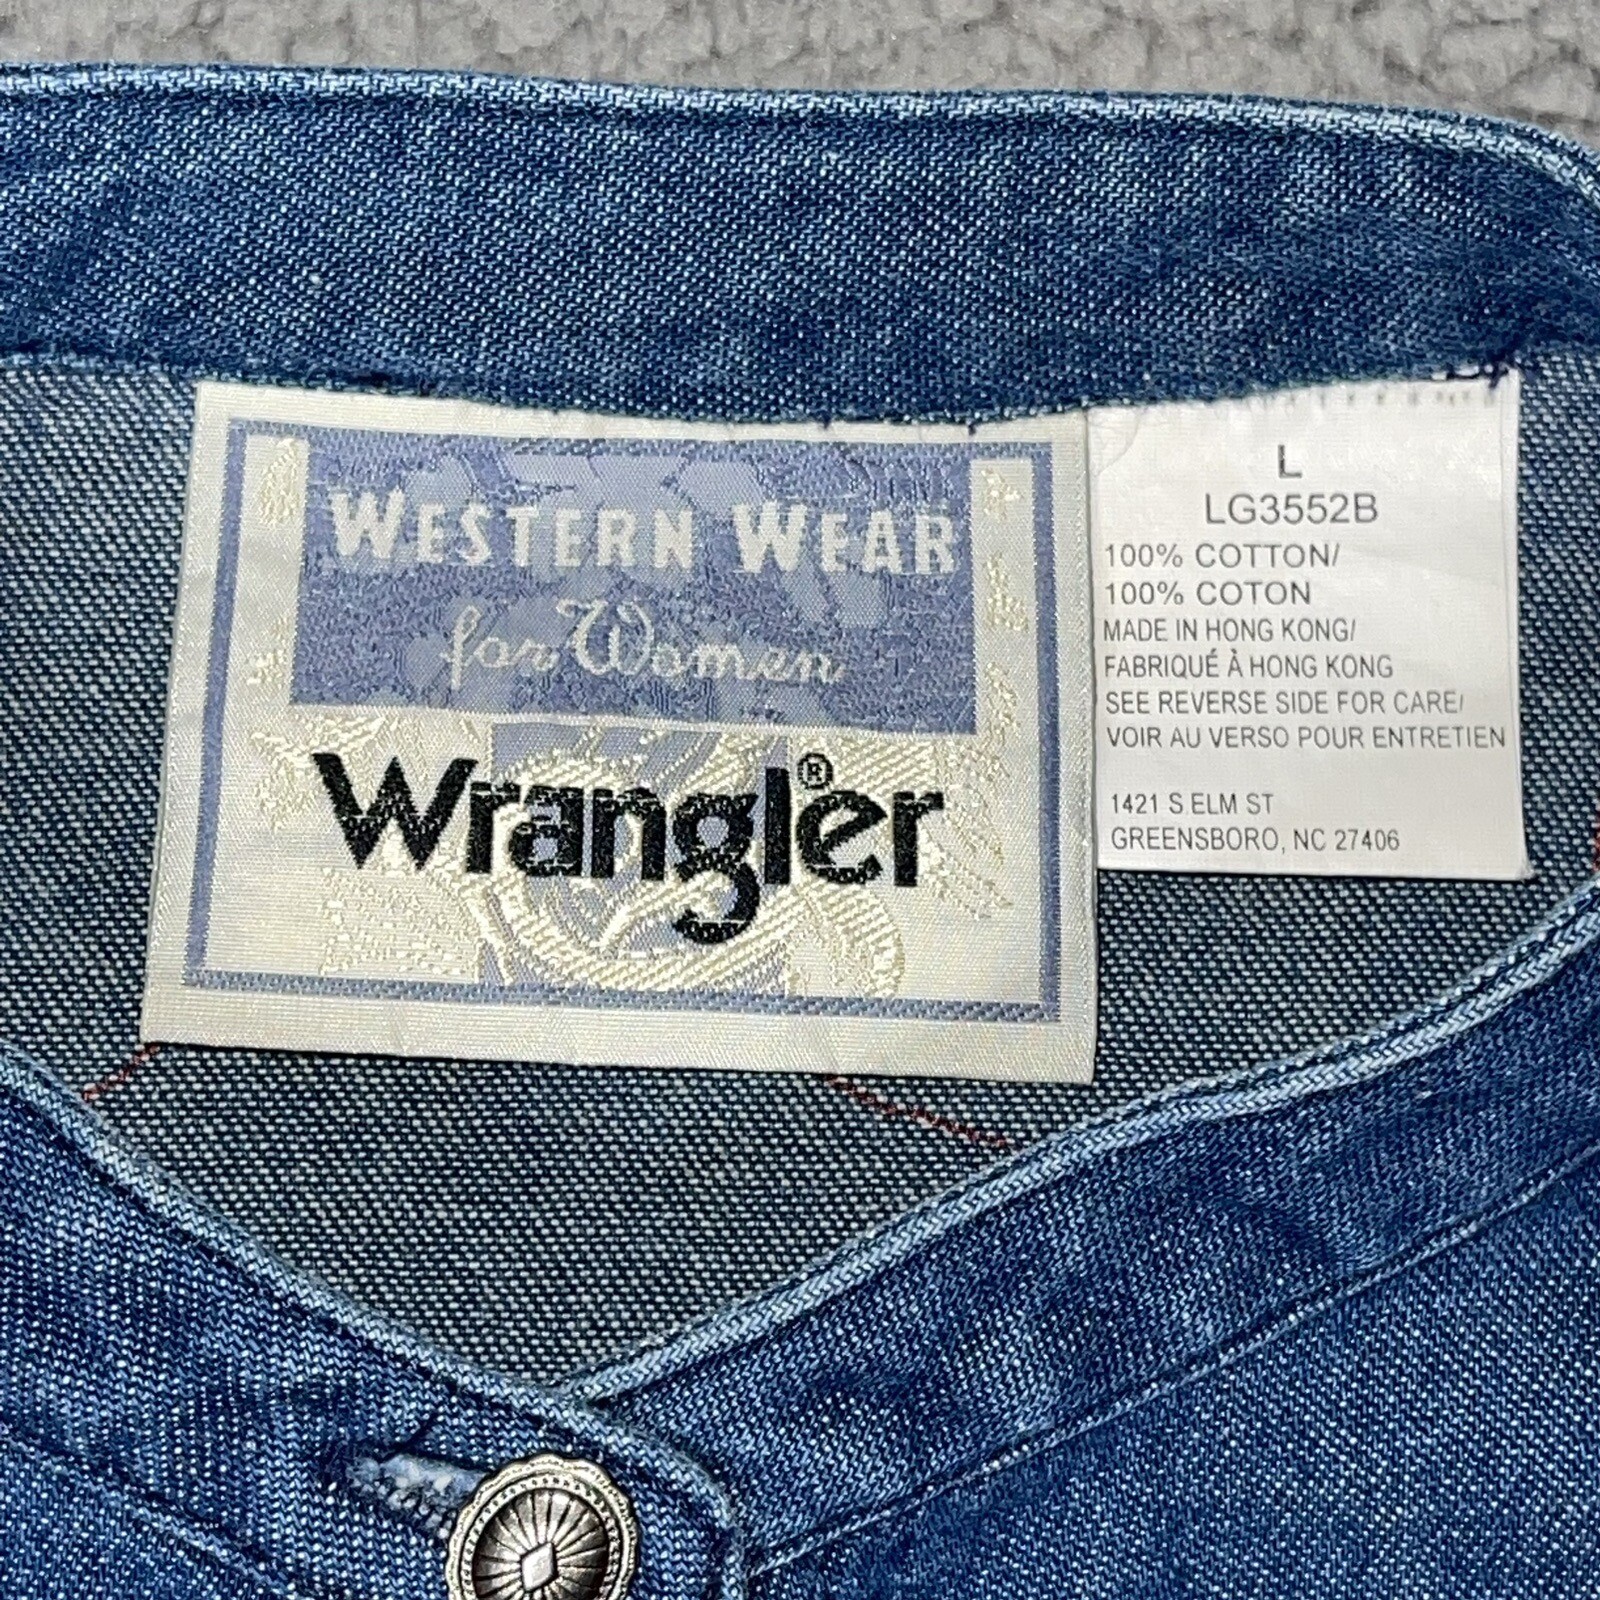 WESTERN WEAR
for Women
Wrangler®
L
LG3552B
100% COTTON/
100% COTON
MADE IN HONG KONG/
FABRIQUÉ À HONG KONG
SEE REVERSE SIDE FOR CARE/
VOIR AU VERSO POUR ENTRETIEN
1421 S ELM ST
GREENSBORO, NC 27406